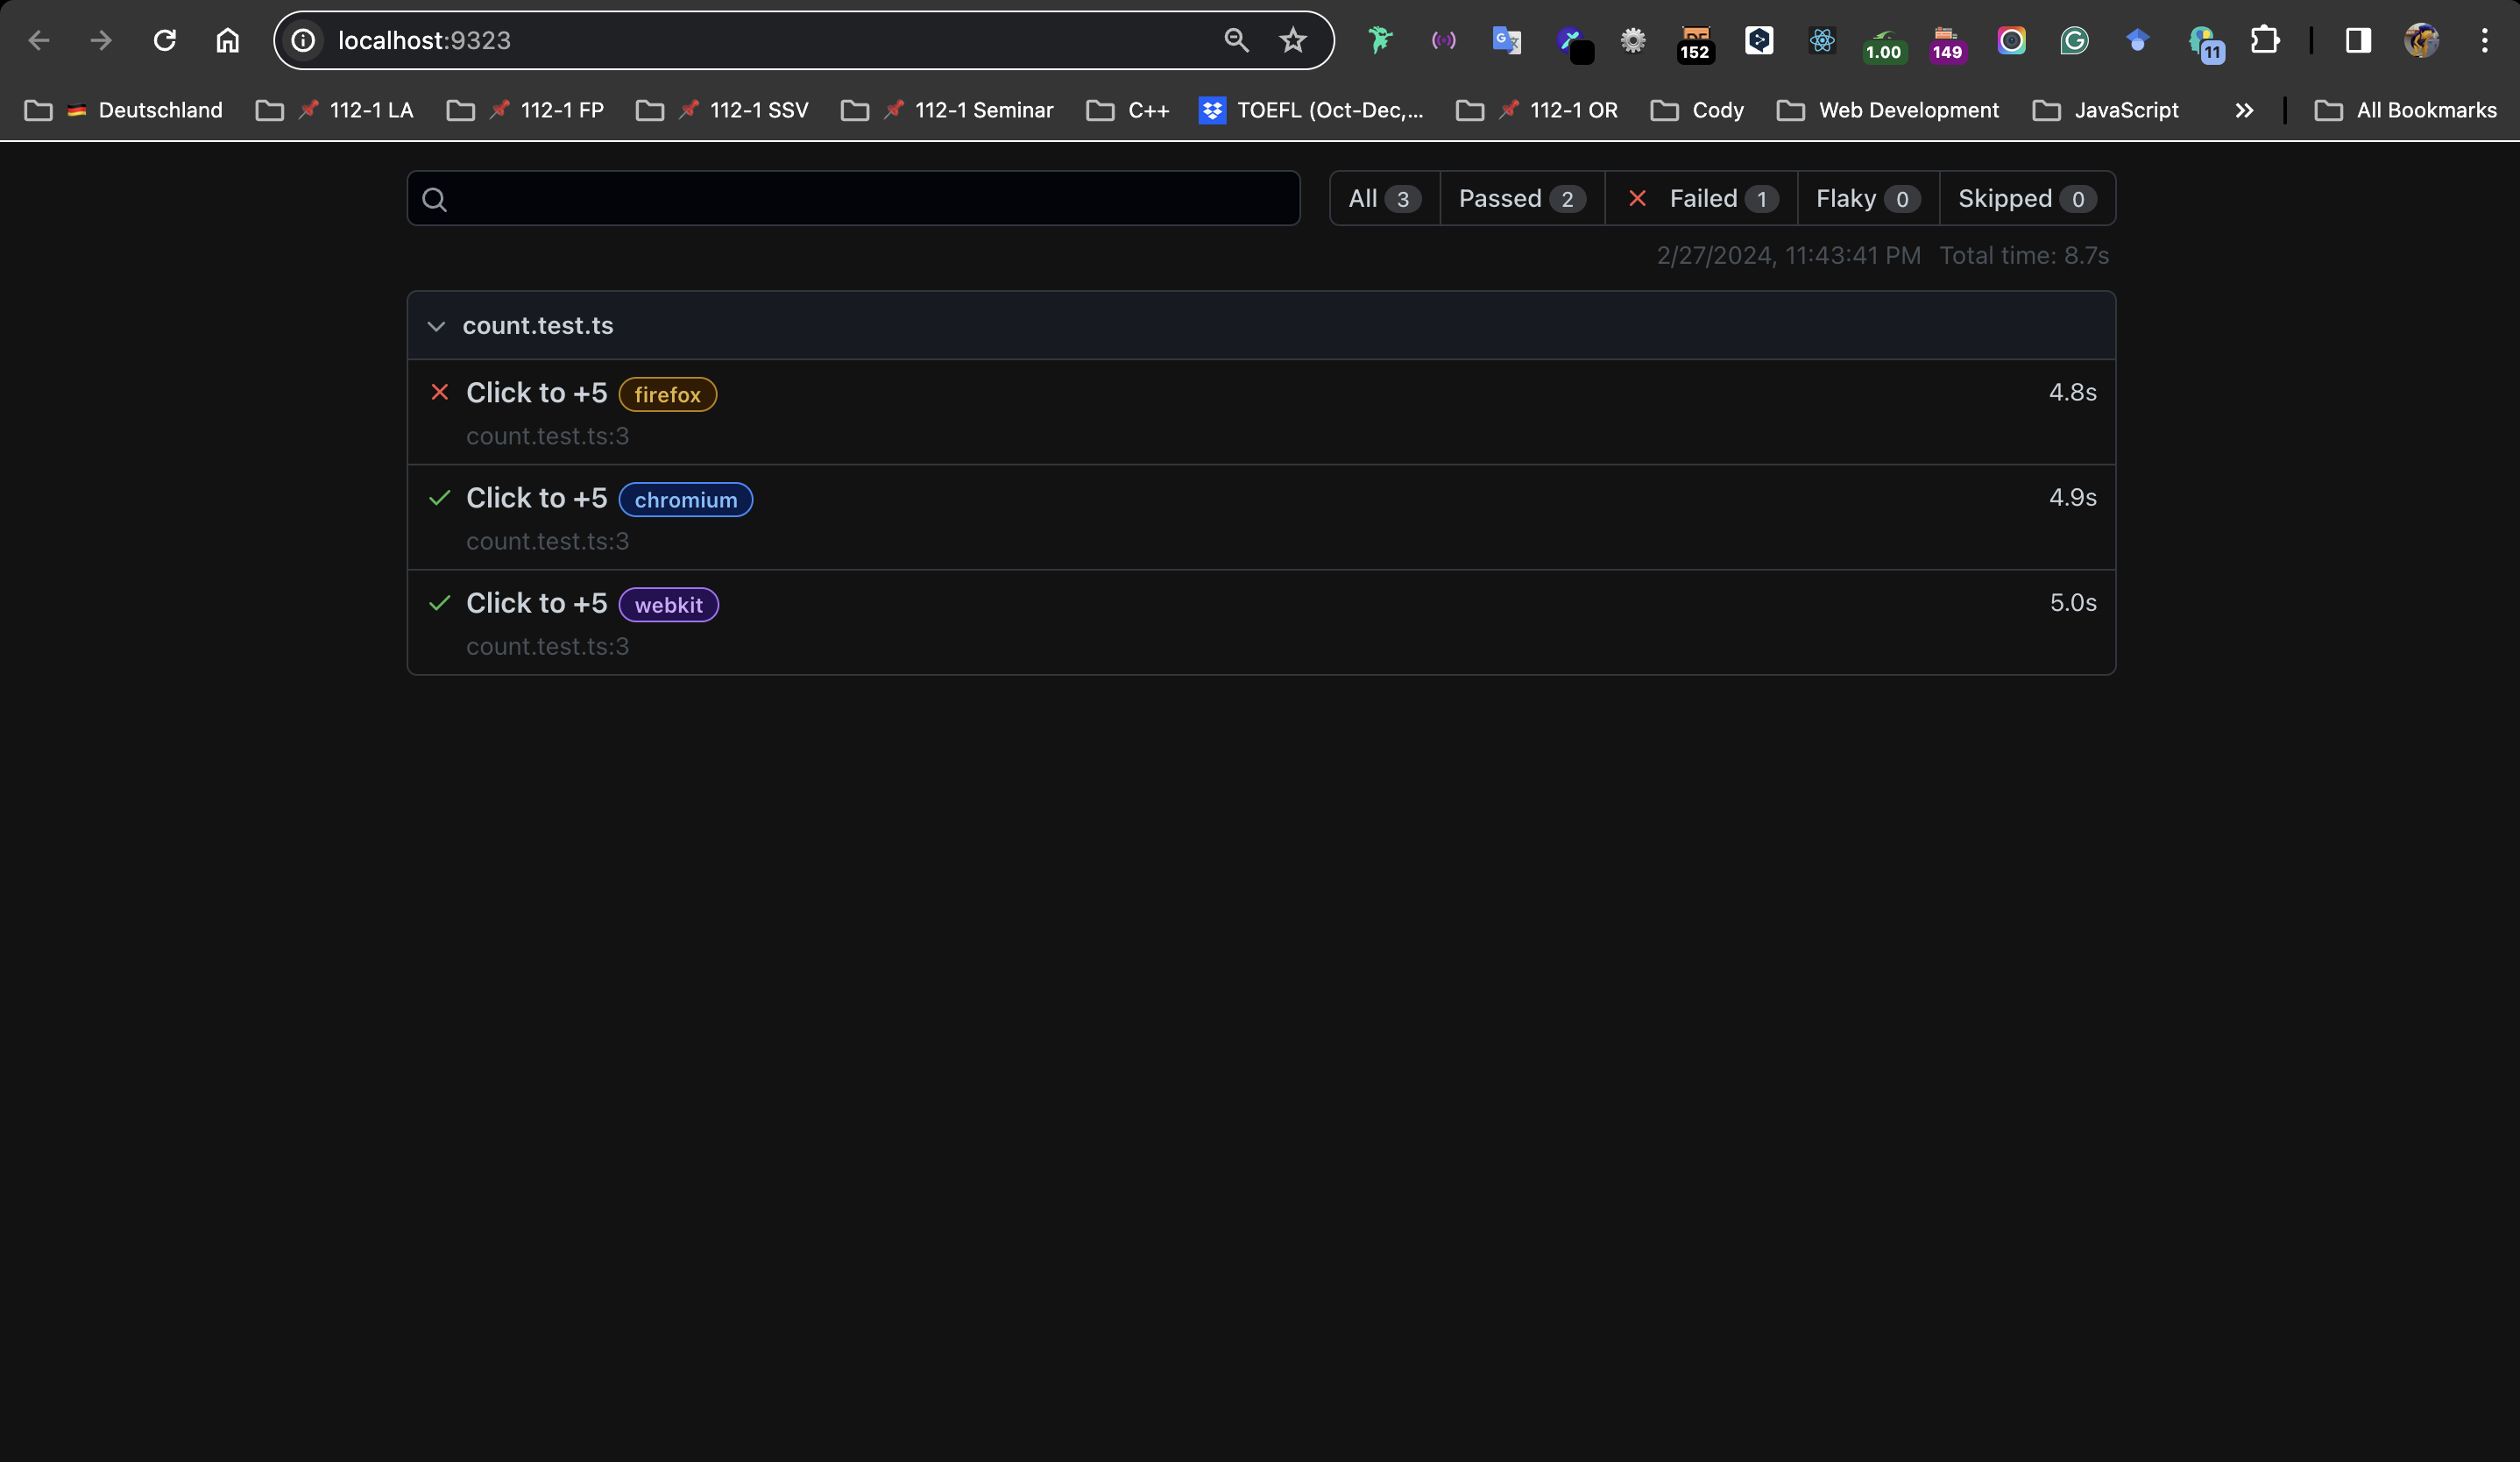 localhost:9323
152
1.00
149
11
Deutschland 112-1 LA 112-1 FP 112-1 SSV 112-1 Seminar C++ TOEFL (Oct-Dec,... 112-1 OR Cody Web Development JavaScript All Bookmarks
All 3 Passed 2 Failed 1 Flaky 0 Skipped 0
2/27/2024, 11:43:41 PM Total time: 8.7s
count.test.ts
Click to +5 firefox 4.8s
count.test.ts:3
Click to +5 chromium 4.9s
count.test.ts:3
Click to +5 webkit 5.0s
count.test.ts:3